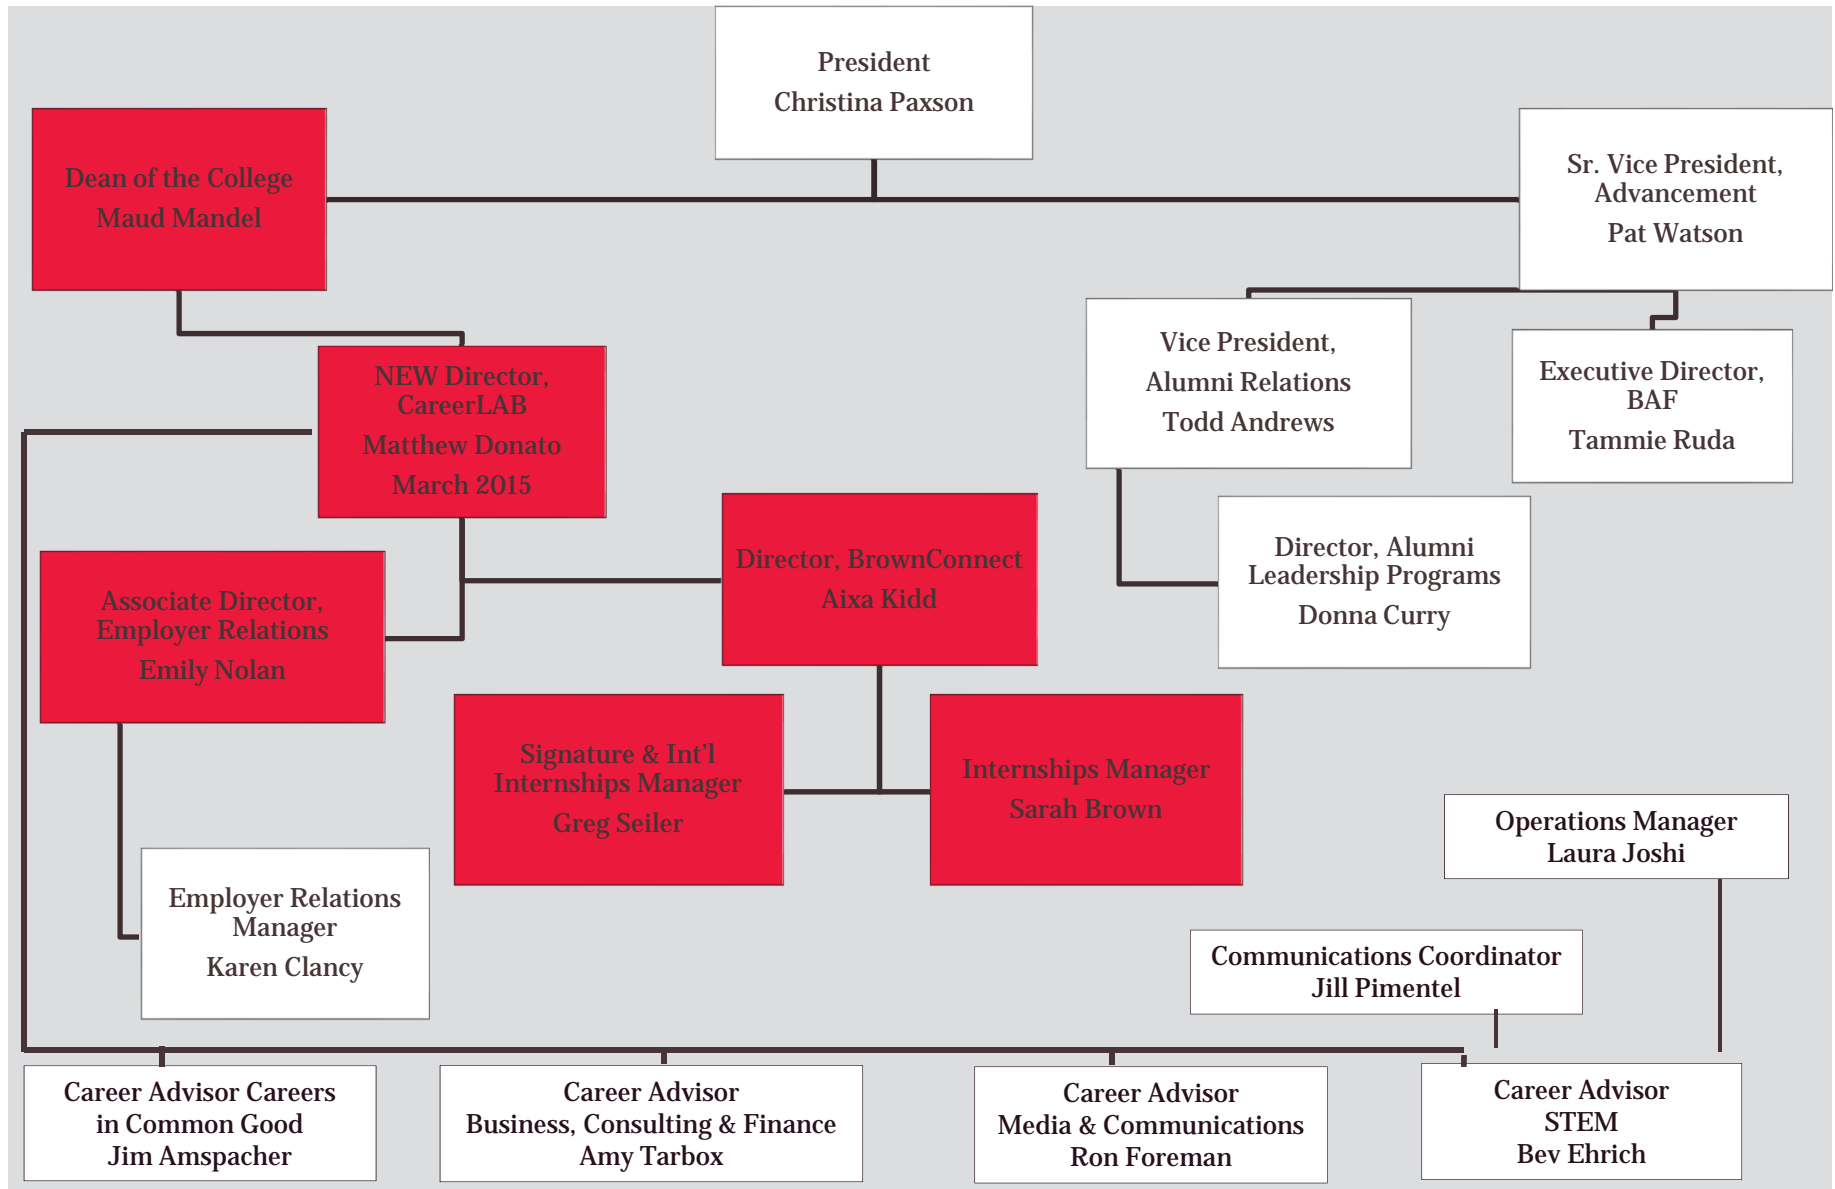 President
Christina Paxson
Dean of the College
Maud Mandel
Sr. Vice President,
Advancement
Pat Watson
Vice President,
Alumni Relations
Todd Andrews
Executive Director,
BAF
Tammie Ruda
NEW Director,
CareerLAB
Matthew Donato
March 2015
Director, BrownConnect
Aixa Kidd
Director, Alumni
Leadership Programs
Donna Curry
Associate Director,
Employer Relations
Emily Nolan
Signature & Int'l
Internships Manager
Greg Seiler
Internships Manager
Sarah Brown
Operations Manager
Laura Joshi
Employer Relations
Manager
Karen Clancy
Communications Coordinator
Jill Pimentel
Career Advisor Careers
in Common Good
Jim Amspacher
Career Advisor
Business, Consulting & Finance
Amy Tarbox
Career Advisor
Media & Communications
Ron Foreman
Career Advisor
STEM
Bev Ehrich